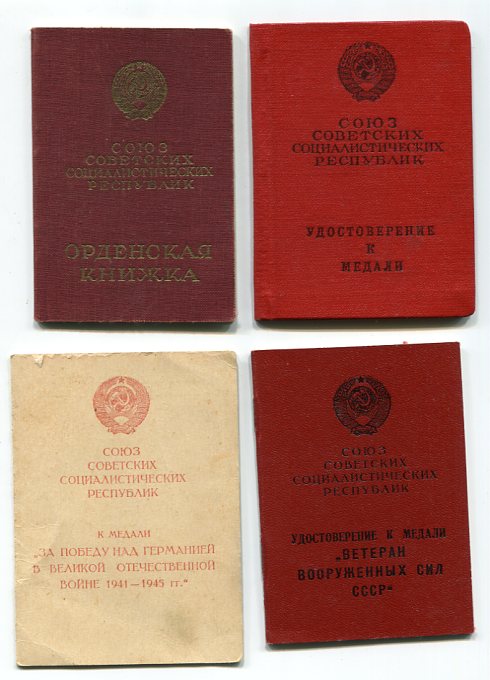 СОЮЗ
СОВЕТСКИХ
СОЦИАЛИСТИЧЕСКИХ
РЕСПУБЛИК
ОРДЕНСКАЯ
КНИЖКА
СОЮЗ
СОВЕТСКИХ
СОЦИАЛИСТИЧЕСКИХ
РЕСПУБЛИК
УДОСТОВЕРЕНИЕ
К
МЕДАЛИ
СОЮЗ
СОВЕТСКИХ
СОЦИАЛИСТИЧЕСКИХ
РЕСПУБЛИК
К МЕДАЛИ
„ЗА ПОБЕДУ НАД ГЕРМАНИЕЙ
В ВЕЛИКОЙ ОТЕЧЕСТВЕННОЙ
ВОЙНЕ 1941—1945 гг.“
СОЮЗ
СОВЕТСКИХ
СОЦИАЛИСТИЧЕСКИХ
РЕСПУБЛИК
УДОСТОВЕРЕНИЕ К МЕДАЛИ
„ВЕТЕРАН
ВООРУЖЕННЫХ СИЛ
СССР“